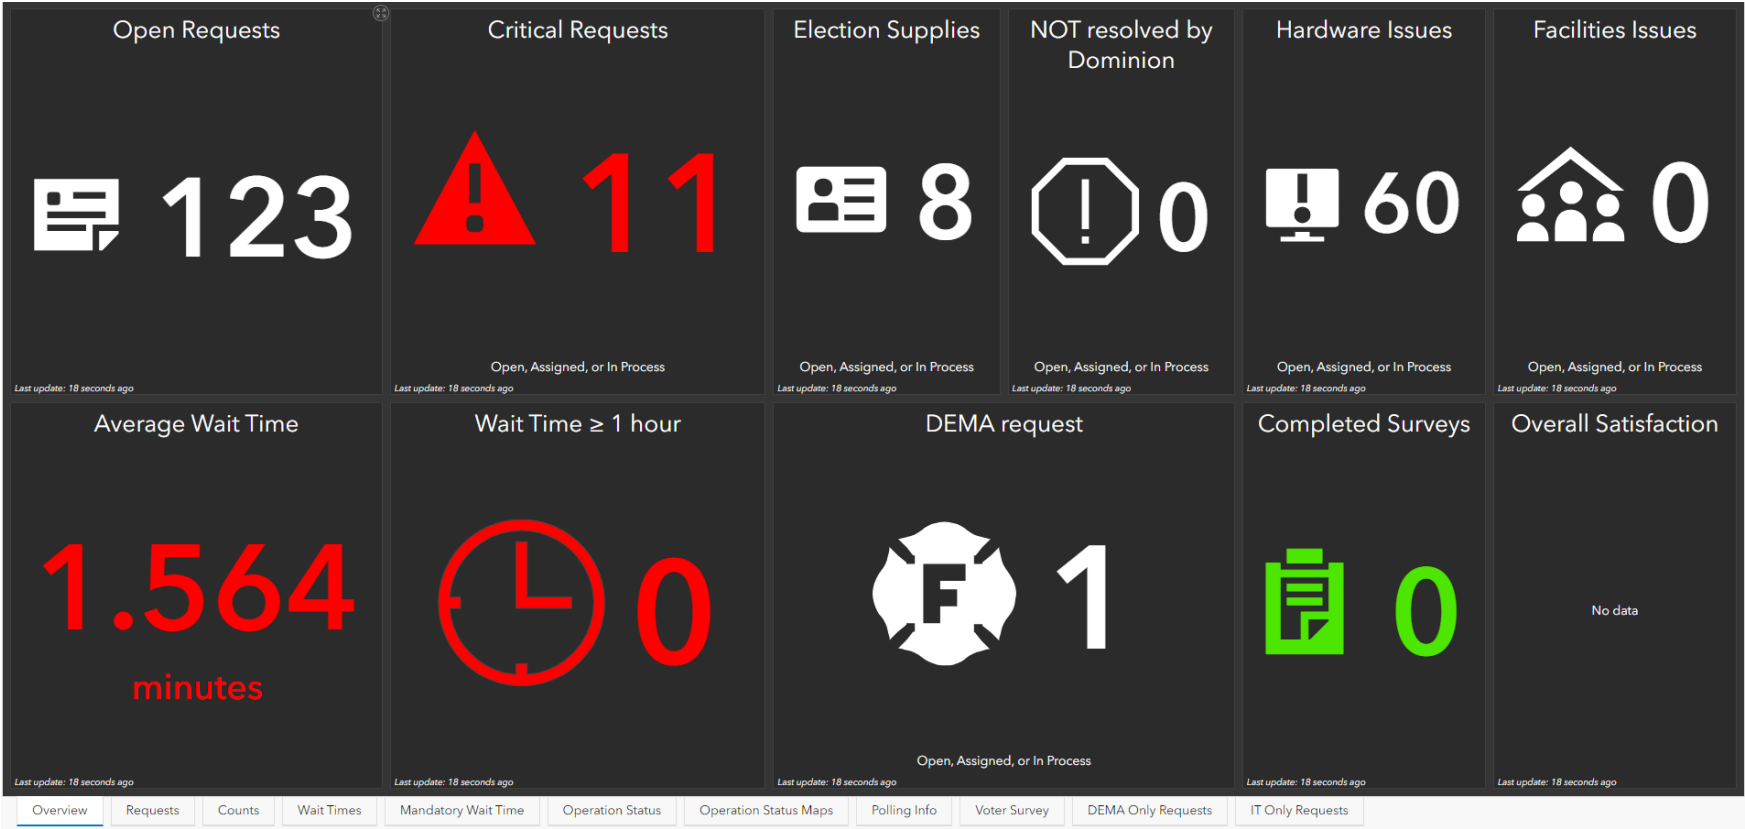 Open Requests
123
Last update: 18 seconds ago
Critical Requests
11
Open, Assigned, or In Process
Last update: 18 seconds ago
Election Supplies
8
Open, Assigned, or In Process
Last update: 18 seconds ago
NOT resolved by
Dominion
0
Open, Assigned, or In Process
Last update: 18 seconds ago
Hardware Issues
60
Open, Assigned, or In Process
Last update: 18 seconds ago
Facilities Issues
0
Open, Assigned, or In Process
Last update: 18 seconds ago
Average Wait Time
1.564
minutes
Last update: 18 seconds ago
Wait Time ≥ 1 hour
0
Last update: 18 seconds ago
DEMA request
F
1
Open, Assigned, or In Process
Last update: 18 seconds ago
Completed Surveys
0
Last update: 18 seconds ago
Overall Satisfaction
No data
Last update: 18 seconds ago
Overview
Requests
Counts
Wait Times
Mandatory Wait Time
Operation Status
Operation Status Maps
Polling Info
Voter Survey
DEMA Only Requests
IT Only Requests